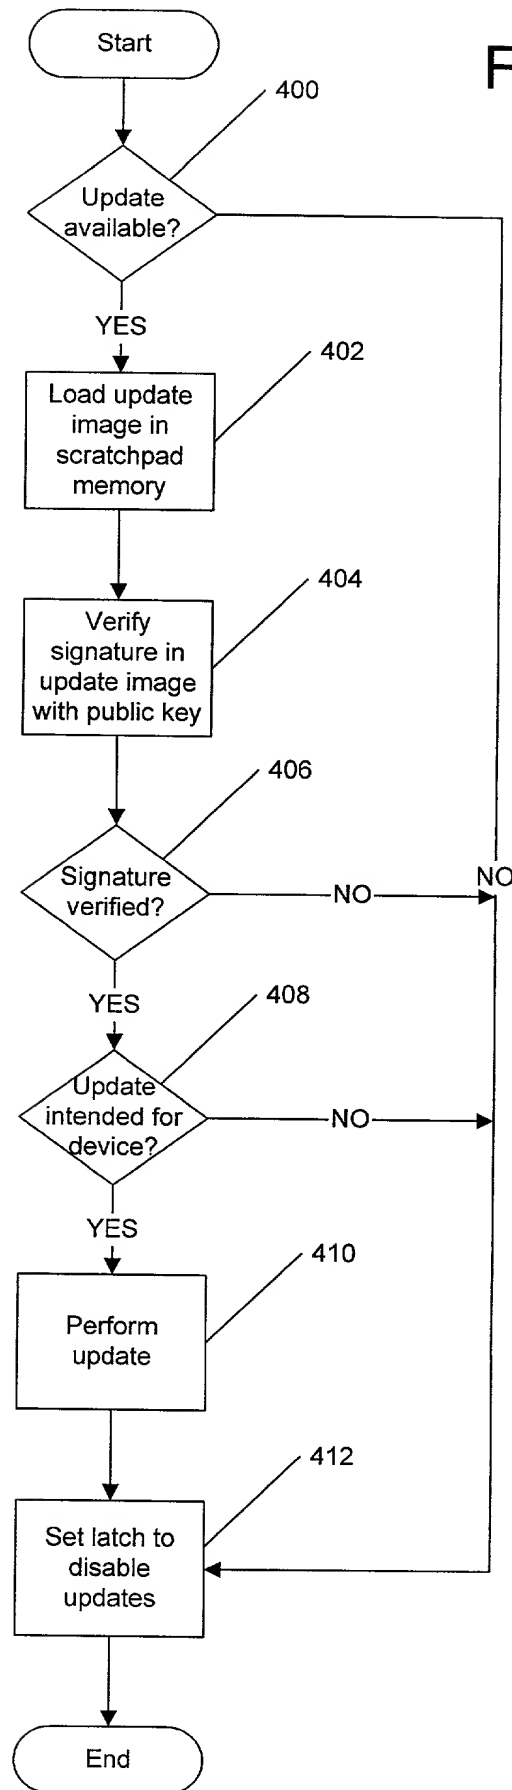 Start
F
400
Update
available?
YES
402
Load update
image in
scratchpad
memory
404
Verify
signature in
update image
with public key
406
NO
Signature
verified?
NO
YES
408
Update
intended for
device?
NO
YES
410
Perform
update
412
Set latch to
disable
updates
End